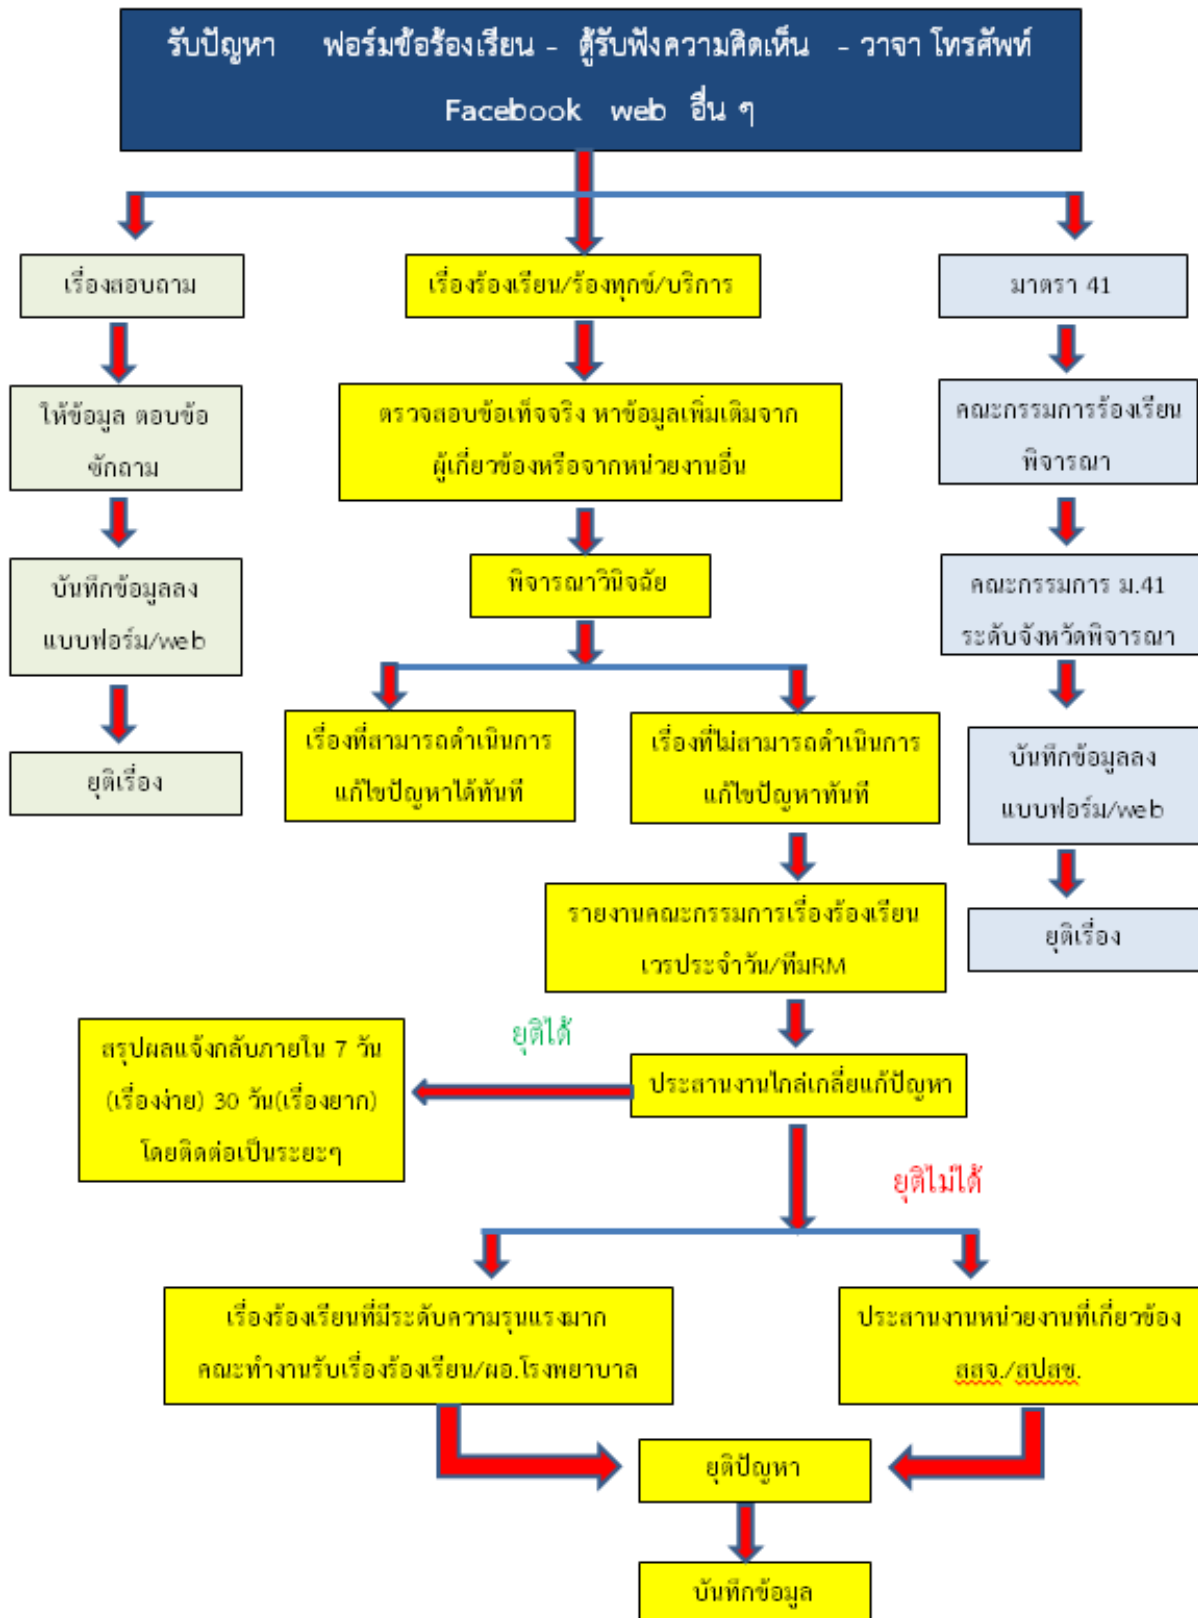 รับปัญหา ฟอร์มข้อร้องเรียน - ตู้รับฟังความคิดเห็น - วาจา โทรศัพท์
Facebook web อื่น ๆ
เรื่องสอบถาม
ให้ข้อมูล ตอบข้อ
ซักถาม
บันทึกข้อมูลลง
แบบฟอร์ม/web
ยุติเรื่อง
เรื่องร้องเรียน/ร้องทุกข์/บริการ
ตรวจสอบข้อเท็จจริง หาข้อมูลเพิ่มเติมจาก
ผู้เกี่ยวข้องหรือจากหน่วยงานอื่น
พิจารณาวินิจฉัย
เรื่องที่สามารถดำเนินการ
แก้ไขปัญหาได้ทันที
เรื่องที่ไม่สามารถดำเนินการ
แก้ไขปัญหาทันที
รายงานคณะกรรมการเรื่องร้องเรียน
เวรประจำวัน/ทีมRM
ประสานงานไกล่เกลี่ยแก้ปัญหา
ยุติได้
สรุปผลแจ้งกลับภายใน 7 วัน
(เรื่องง่าย) 30 วัน(เรื่องยาก)
โดยติดต่อเป็นระยะๆ
ยุติไม่ได้
เรื่องร้องเรียนที่มีระดับความรุนแรงมาก
คณะทำงานรับเรื่องร้องเรียน/ผอ.โรงพยาบาล
ประสานงานหน่วยงานที่เกี่ยวข้อง
สสจ./สปสช.
ยุติปัญหา
บันทึกข้อมูล
มาตรา 41
คณะกรรมการร้องเรียน
พิจารณา
คณะกรรมการ ม.41
ระดับจังหวัดพิจารณา
บันทึกข้อมูลลง
แบบฟอร์ม/web
ยุติเรื่อง